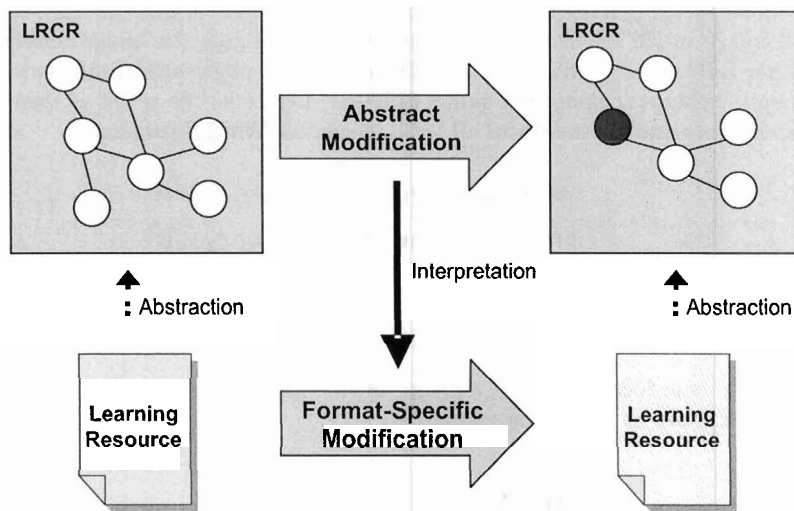 LRCR
LRCR
Abstract
Modification
Interpretation
Abstraction
Abstraction
Learning
Resource
Format-Specific
Modification
Learning
Resource